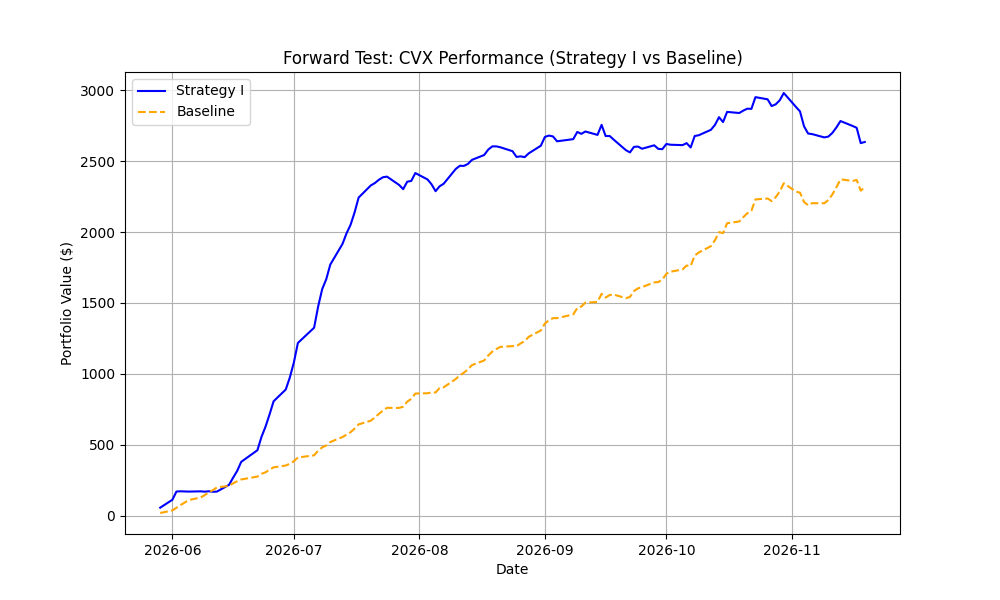 Forward Test: CVX Performance (Strategy I vs Baseline)
Strategy I
Baseline
3000
2500
2000
1500
1000
500
0
Portfolio Value ($)
2026-06 2026-07 2026-08 2026-09 2026-10 2026-11
Date